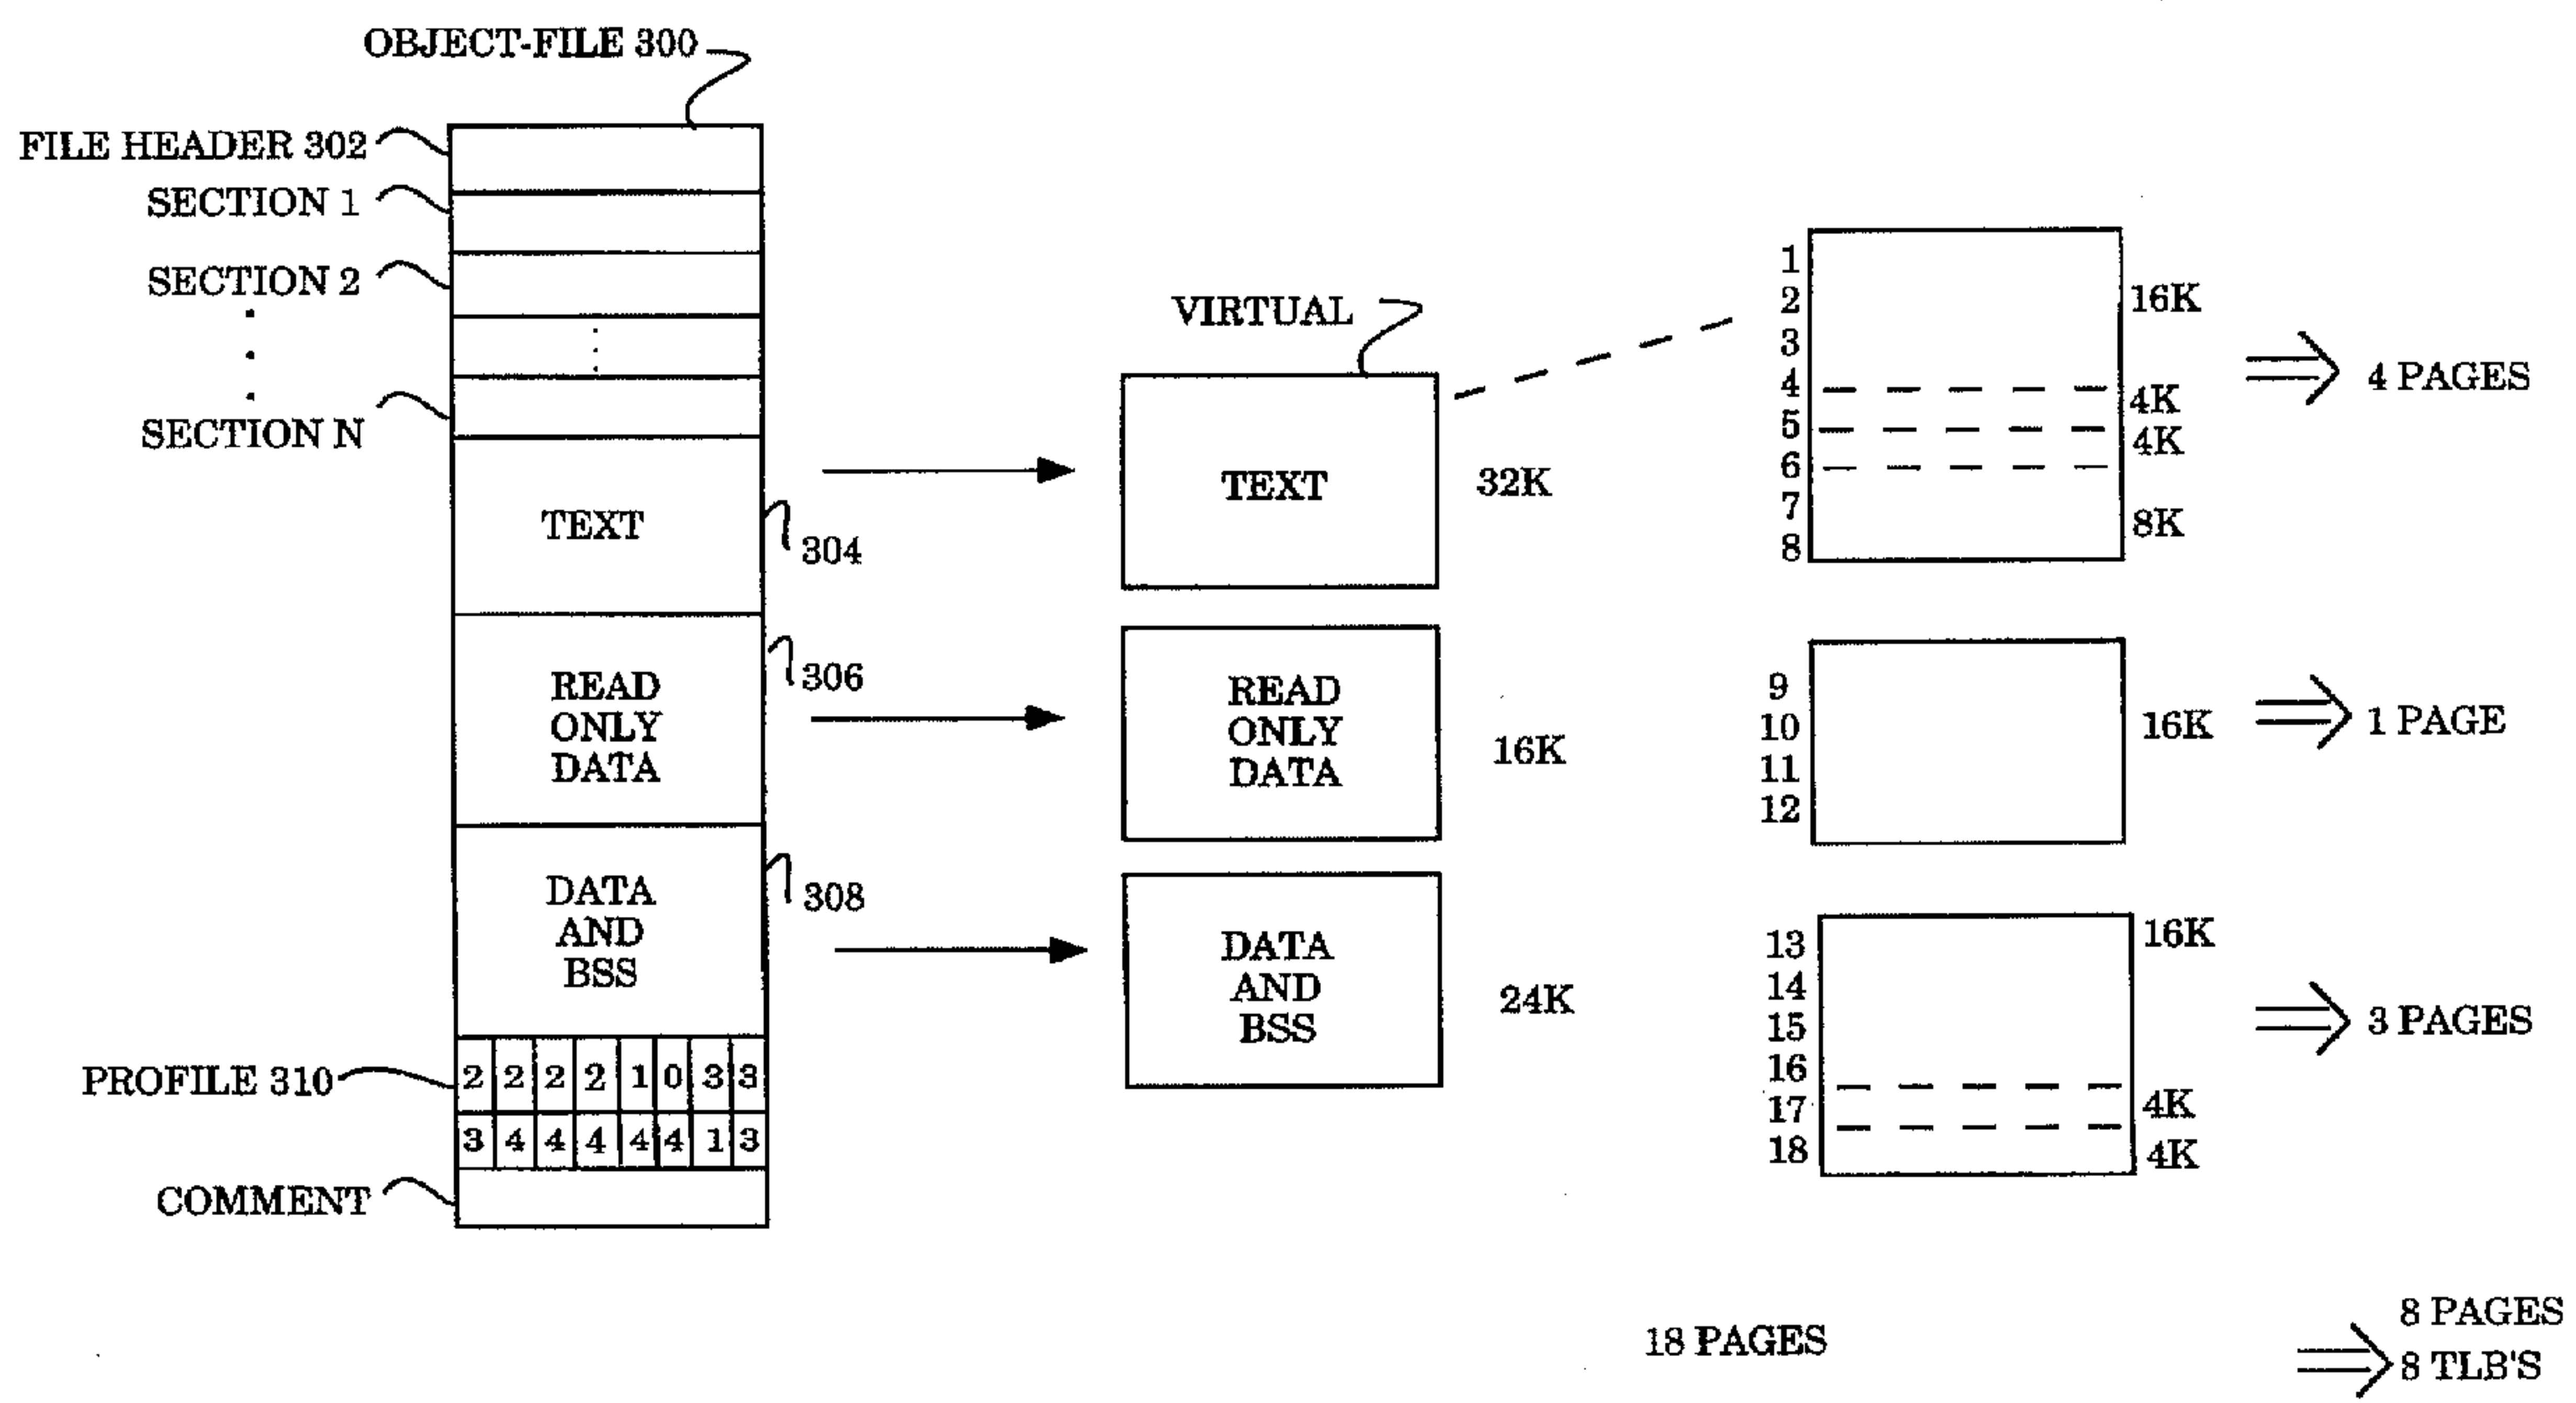 OBJECT-FILE 300
FILE HEADER 302
SECTION 1
SECTION 2
SECTION N
TEXT
304
READ
ONLY
DATA
306
DATA
AND
BSS
308
PROFILE 310
2 2 2 2 1 0 3 3
3 4 4 4 4 4 1 3
COMMENT
VIRTUAL
TEXT
32K
READ
ONLY
DATA
16K
DATA
AND
BSS
24K
1
2
3
4
5
6
7
8
16K
4K
4K
8K
4 PAGES
9
10
11
12
16K
1 PAGE
13
14
15
16
17
18
16K
4K
4K
3 PAGES
18 PAGES
8 PAGES
8 TLB'S